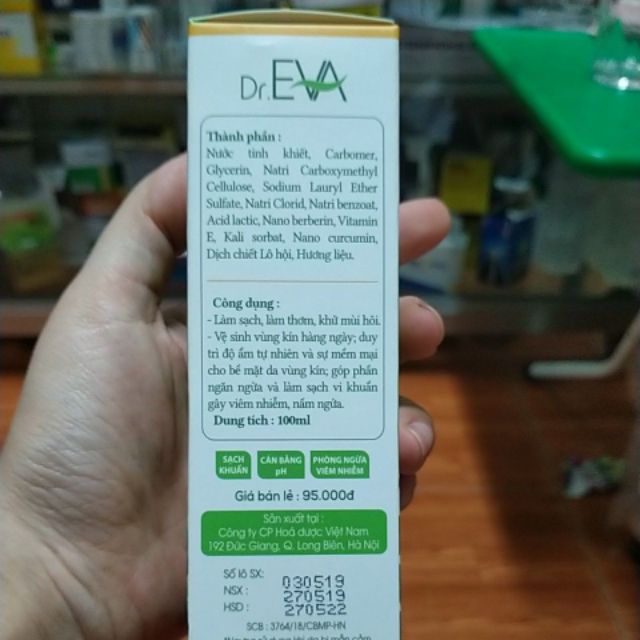 Dr.EVA
Thành phần :
Nước tinh khiết, Carbomer,
Glycerin, Natri Carboxymethyl
Cellulose, Sodium Lauryl Ether
Sulfate, Natri Clorid, Natri benzoat,
Acid lactic, Nano berberin, Vitamin
E, Kali sorbat, Nano curcumin,
Dịch chiết Lô hội, Hương liệu.
Công dụng :
- Làm sạch, làm thơm, khử mùi hôi.
- Vệ sinh vùng kín hàng ngày; duy
trì độ ẩm tự nhiên và sự mềm mại
cho bề mặt da vùng kín; góp phần
ngăn ngừa và làm sạch vi khuẩn
gây viêm nhiễm, nấm ngứa.
Dung tích : 100ml
SẠCH KHUẨN
CÂN BẰNG pH
PHÒNG NGỪA VIÊM NHIỄM
Giá bán lẻ : 95.000đ
Sản xuất tại :
Công ty CP Hoá dược Việt Nam
192 Đức Giang, Q. Long Biên, Hà Nội
Số lô SX: 030519
NSX : 270519
HSD : 270522
SCB : 3764/18/CBMP-HN